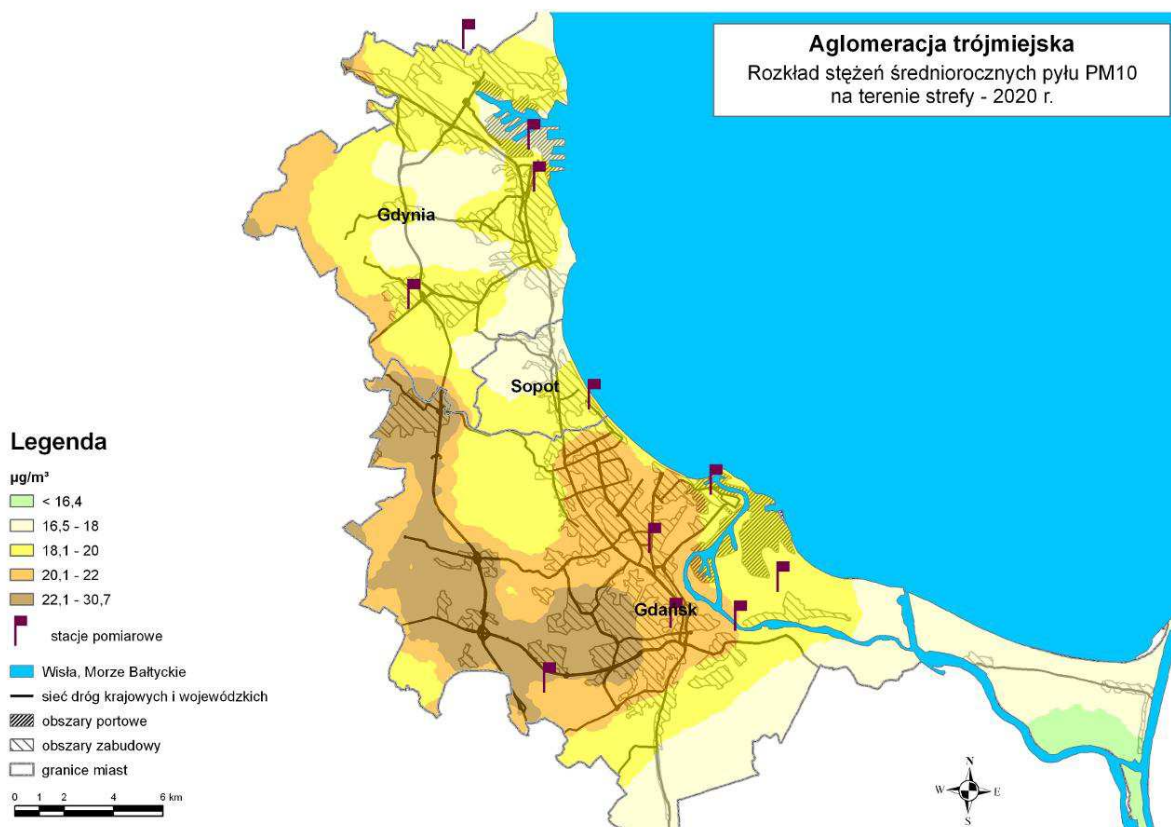 Aglomeracja trójmiejska
Rozkład stężeń średniorocznych pyłu PM10
na terenie strefy - 2020 r.
Gdynia
Sopot
Gdańsk
Legenda
µg/m³
< 16,4
16,5 - 18
18,1 - 20
20,1 - 22
22,1 - 30,7
stacje pomiarowe
Wisła, Morze Bałtyckie
sieć dróg krajowych i wojewódzkich
obszary portowe
obszary zabudowy
granice miast
0 1 2 4 6 km
N
W E
S